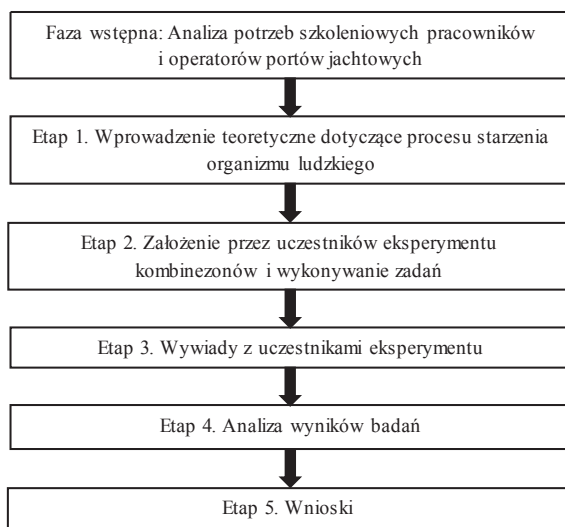 Faza wstępna: Analiza potrzeb szkoleniowych pracowników
i operatorów portów jachtowych
Etap 1. Wprowadzenie teoretyczne dotyczące procesu starzenia
organizmu ludzkiego
Etap 2. Założenie przez uczestników eksperymentu
kombinezonów i wykonywanie zadań
Etap 3. Wywiady z uczestnikami eksperymentu
Etap 4. Analiza wyników badań
Etap 5. Wnioski